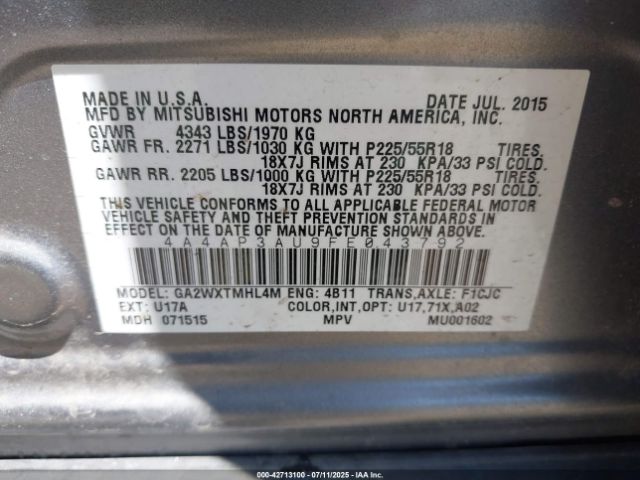 MADE IN U.S.A. DATE JUL. 2015
MFD BY MITSUBISHI MOTORS NORTH AMERICA, INC.
GVWR 4343 LBS/1970 KG
GAWR FR. 2271 LBS/1030 KG WITH P225/55R18 TIRES,
18X7J RIMS AT 230 KPA/33 PSI COLD.
GAWR RR. 2205 LBS/1000 KG WITH P225/55R18 TIRES,
18X7J RIMS AT 230 KPA/33 PSI COLD.
THIS VEHICLE CONFORMS TO ALL APPLICABLE FEDERAL MOTOR
VEHICLE SAFETY AND THEFT PREVENTION STANDARDS IN
EFFECT ON THE DATE OF MANUFACTURE SHOWN ABOVE.
4A4AP3AU9FE043792
MODEL: GA2WXTMHL4M ENG: 4B11 TRANS,AXLE: F1CJC
EXT: U17A COLOR,INT,OPT: U17,71X,A02
MDH 071515 MPV MU001602
000-42713100 - 07/11/2025 - IAA Inc.